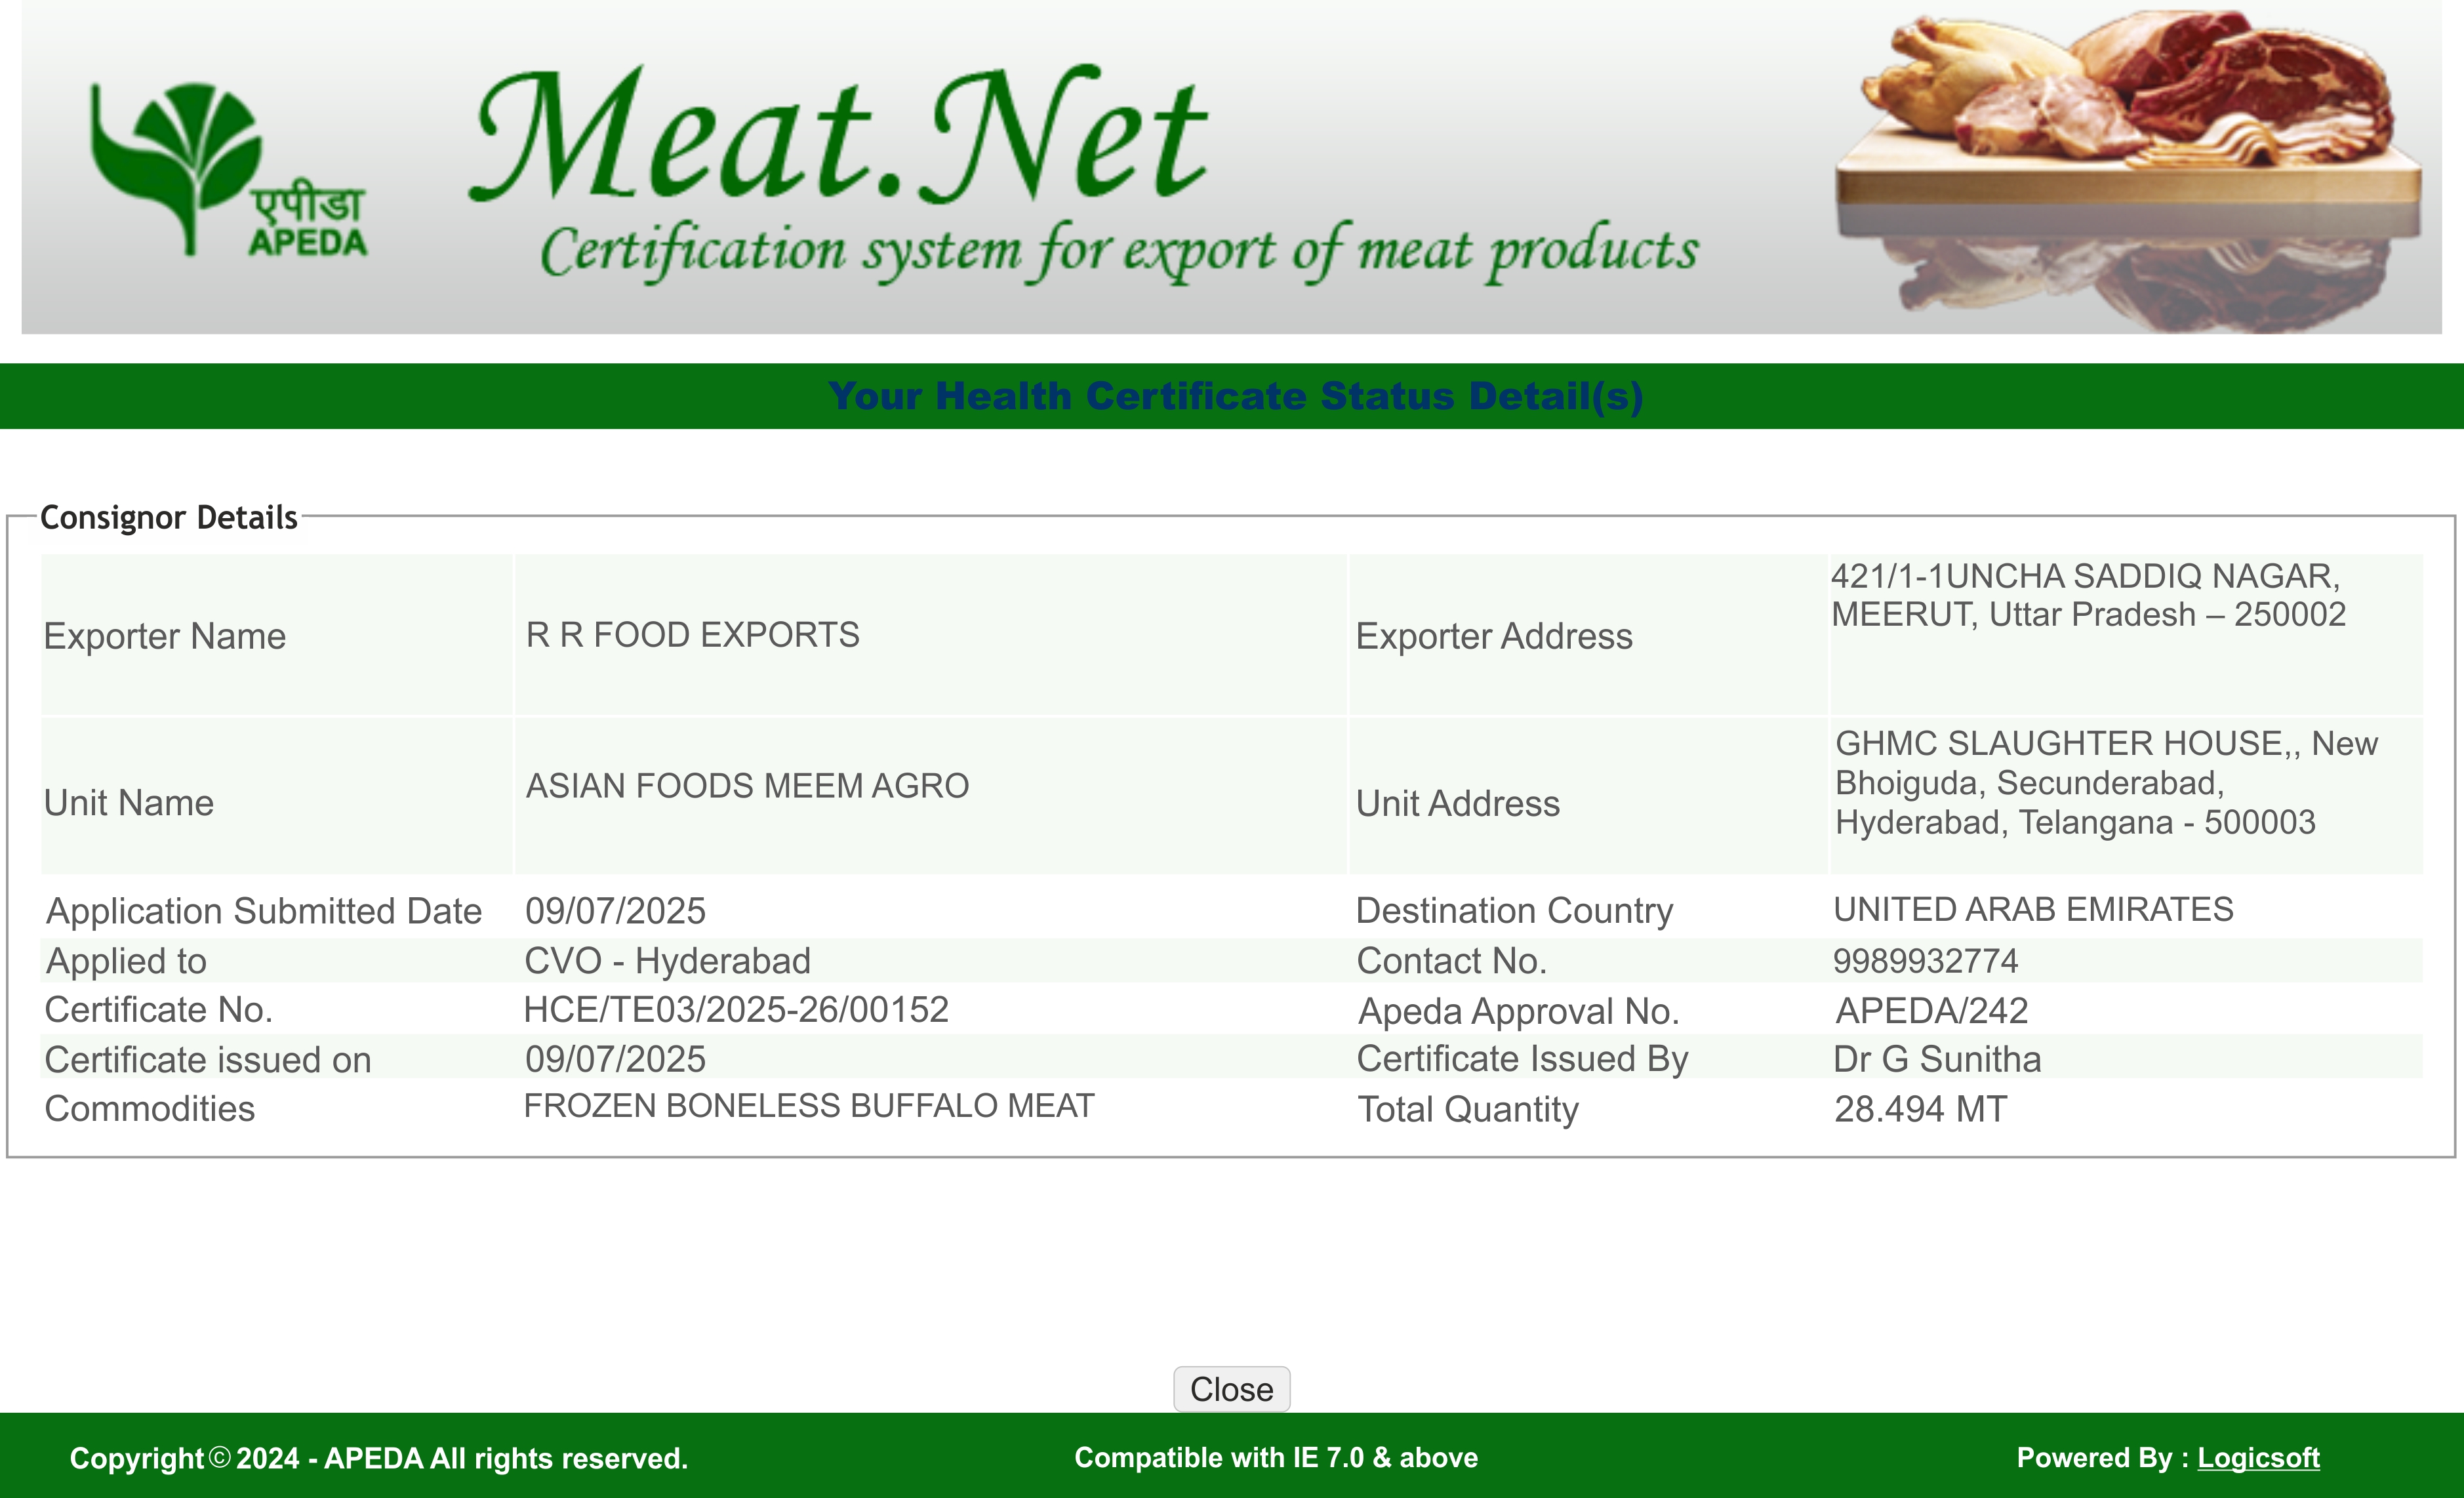 एपीडा
APEDA
Meat.Net
Certification system for export of meat products
Your Health Certificate Status Detail(s)
Consignor Details
Exporter Name
R R FOOD EXPORTS
Exporter Address
421/1-1UNCHA SADDIQ NAGAR,
MEERUT, Uttar Pradesh – 250002
Unit Name
ASIAN FOODS MEEM AGRO
Unit Address
GHMC SLAUGHTER HOUSE,, New
Bhoiguda, Secunderabad,
Hyderabad, Telangana - 500003
Application Submitted Date 09/07/2025 Destination Country UNITED ARAB EMIRATES
Applied to CVO - Hyderabad Contact No. 9989932774
Certificate No. HCE/TE03/2025-26/00152 Apeda Approval No. APEDA/242
Certificate issued on 09/07/2025 Certificate Issued By Dr G Sunitha
Commodities FROZEN BONELESS BUFFALO MEAT Total Quantity 28.494 MT
Close
Copyright © 2024 - APEDA All rights reserved. Compatible with IE 7.0 & above Powered By : Logicsoft